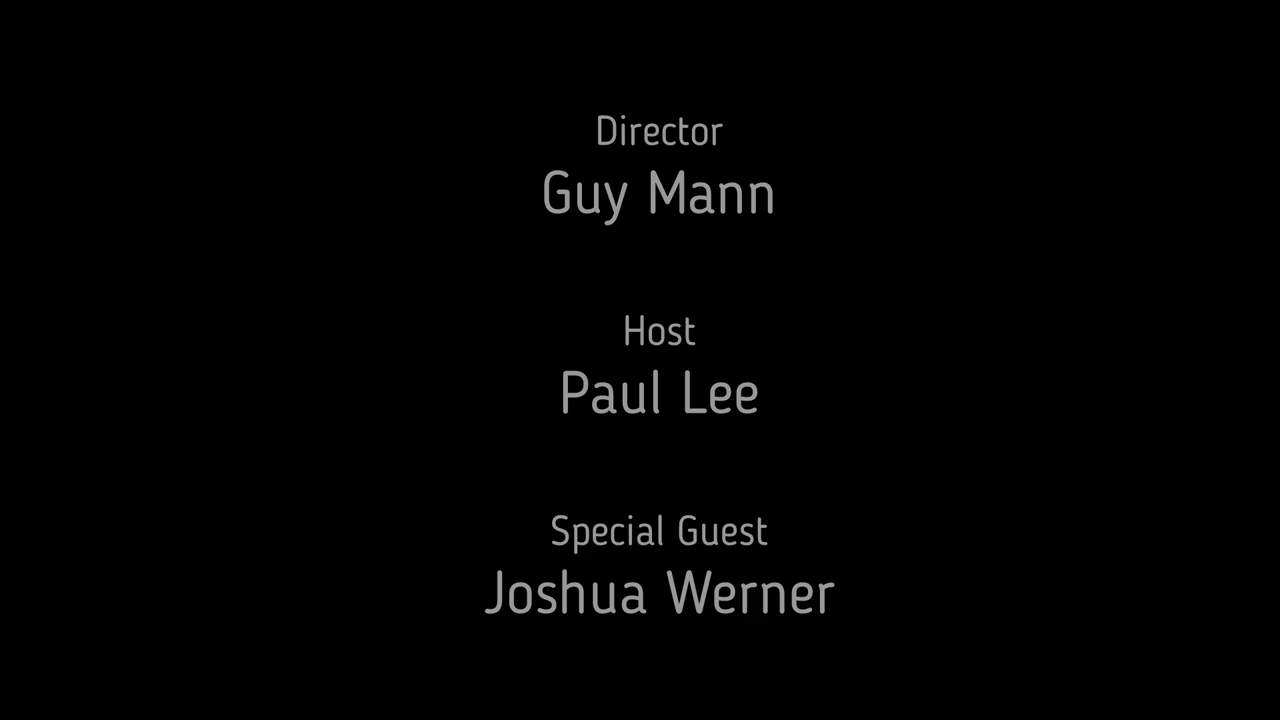 Director
Guy Mann
Host
Paul Lee
Special Guest
Joshua Werner